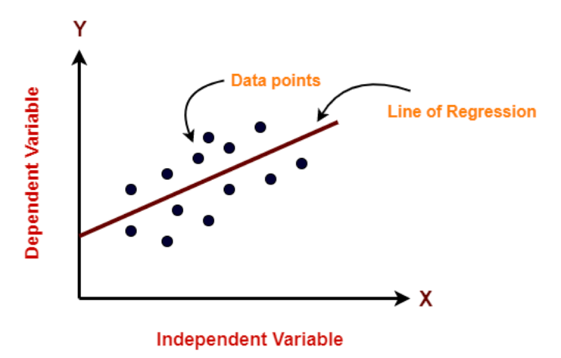 Y
Data points
Line of Regression
Dependent Variable
X
Independent Variable